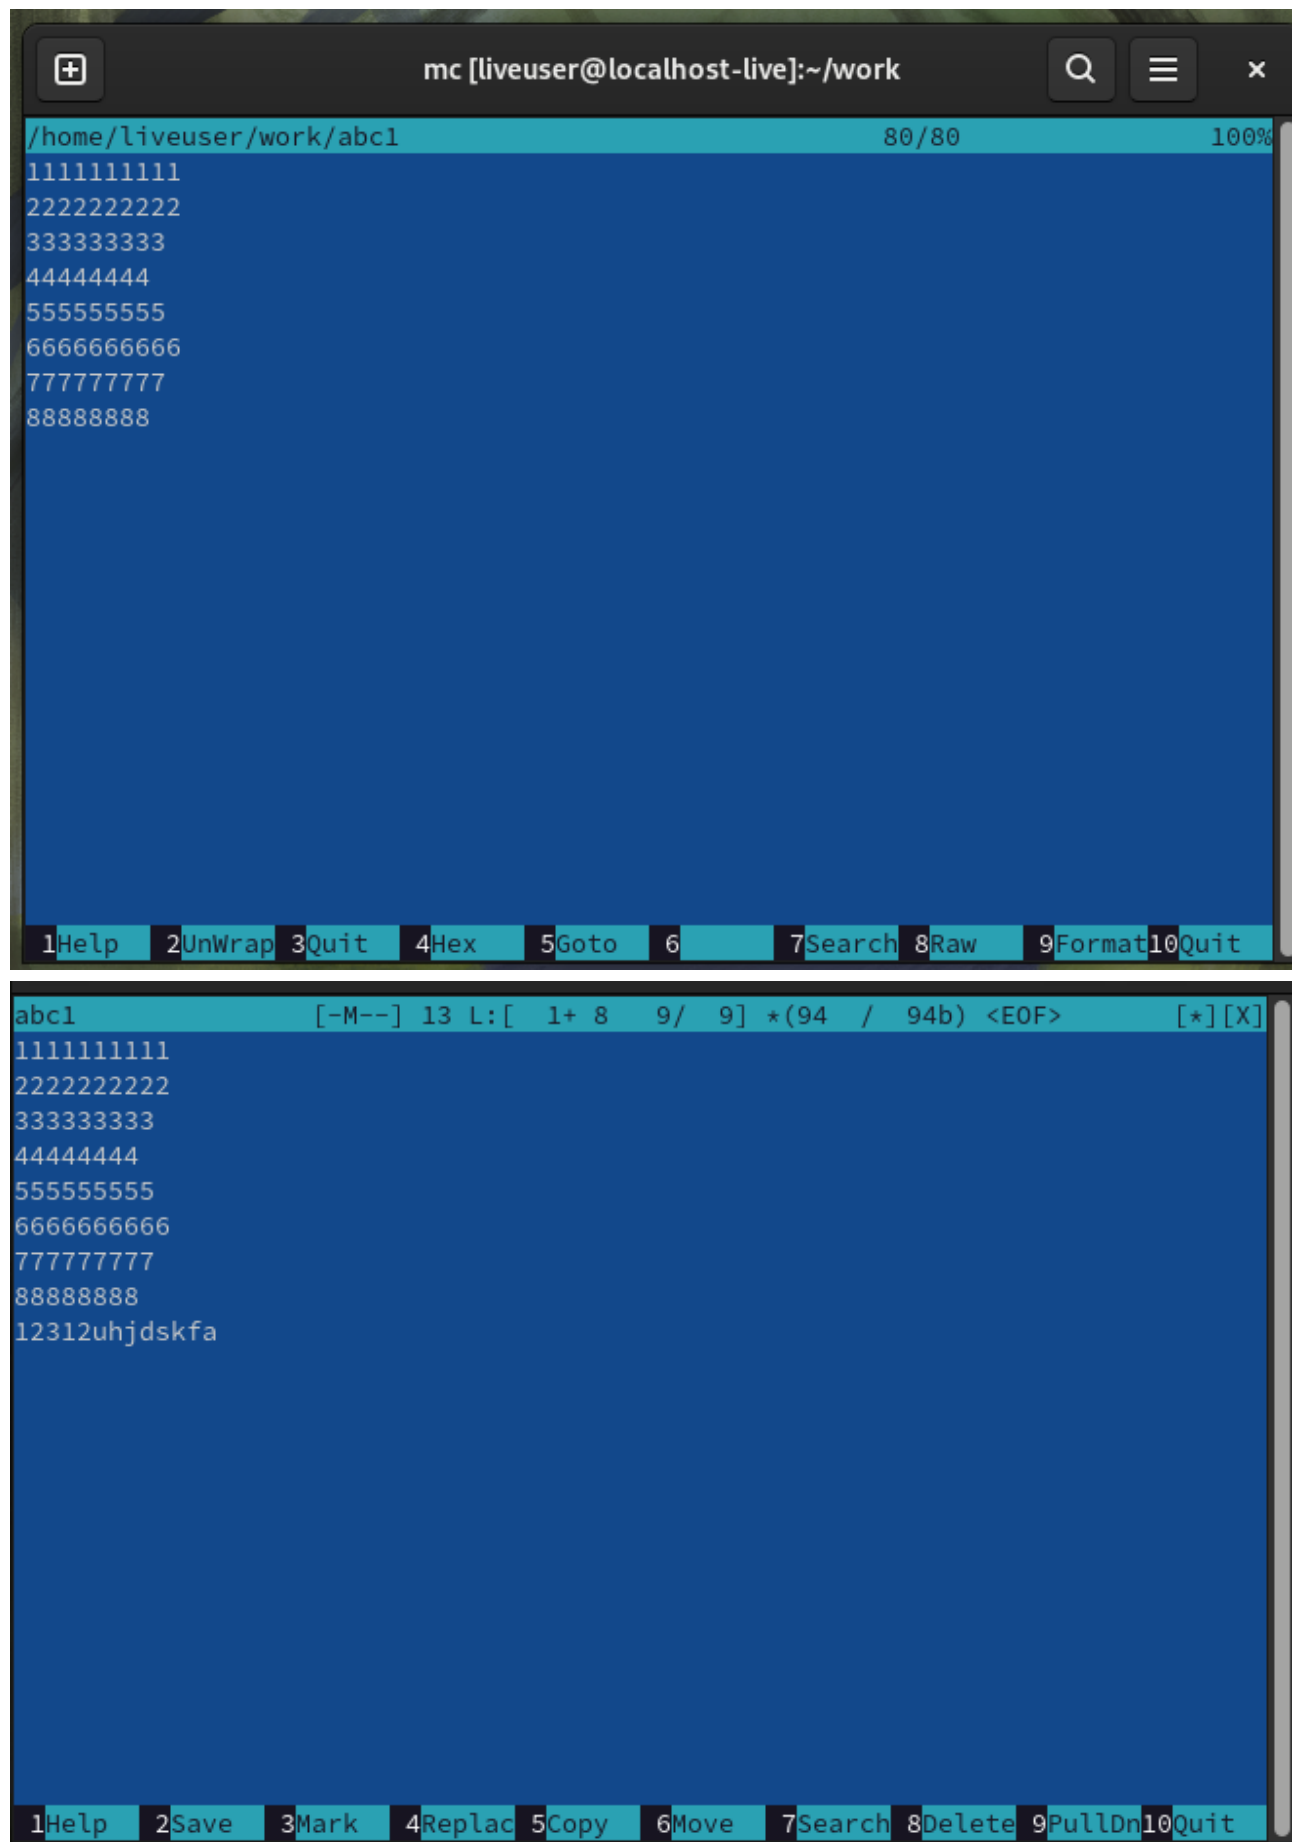 mc [liveuser@localhost-live]:~/work
/home/liveuser/work/abc1 80/80 100%
1111111111
2222222222
333333333
44444444
555555555
6666666666
777777777
88888888
1Help 2UnWrap 3Quit 4Hex 5Goto 6 7Search 8Raw 9Format 10Quit
abc1 [-M--] 13 L:[ 1+ 8 9/ 9] *(94 / 94b) <EOF> [*][X]
1111111111
2222222222
333333333
44444444
555555555
6666666666
777777777
88888888
12312uhjdskfa
1Help 2Save 3Mark 4Replac 5Copy 6Move 7Search 8Delete 9PullDn 10Quit